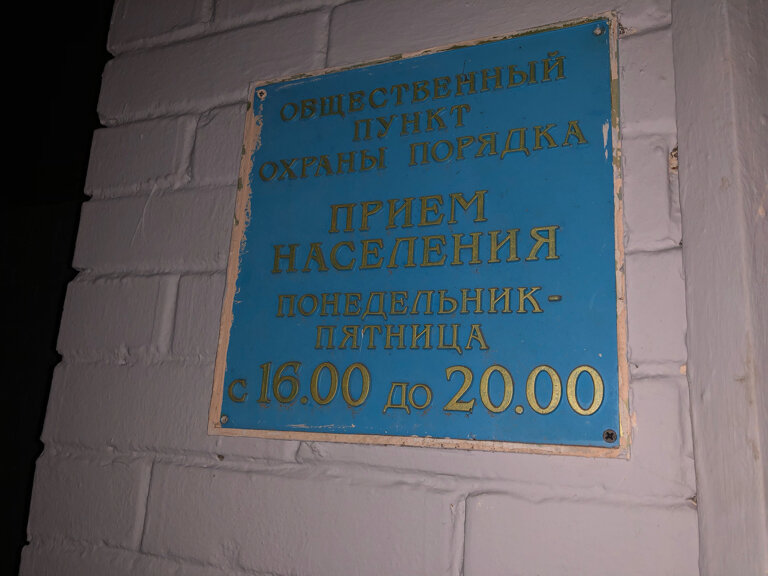 ОБЩЕСТВЕННЫЙ
ПУНКТ
ОХРАНЫ ПОРЯДКА
ПРИЕМ
НАСЕЛЕНИЯ
ПОНЕДЕЛЬНИК-
ПЯТНИЦА
С 16.00 ДО 20.00